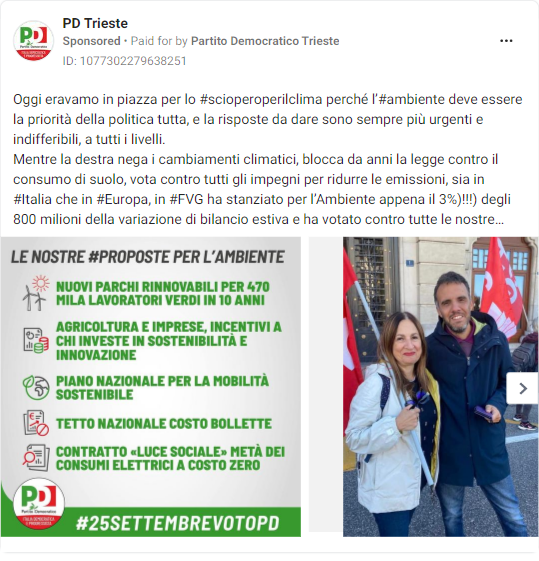 PD Trieste
Sponsored • Paid for by Partito Democratico Trieste
ID: 1077302279638251
Oggi eravamo in piazza per lo #scioperoperilclima perché l'#ambiente deve essere
la priorità della politica tutta, e la risposte da dare sono sempre più urgenti e
indifferibili, a tutti i livelli.
Mentre la destra nega i cambiamenti climatici, blocca da anni la legge contro il
consumo di suolo, vota contro tutti gli impegni per ridurre le emissioni, sia in
#Italia che in #Europa, in #FVG ha stanziato per l'Ambiente appena il 3%)!!!) degli
800 milioni della variazione di bilancio estiva e ha votato contro tutte le nostre...
LE NOSTRE #PROPOSTE PER L'AMBIENTE
NUOVI PARCHI RINNOVABILI PER 470
MILA LAVORATORI VERDI IN 10 ANNI
AGRICOLTURA E IMPRESE, INCENTIVI A
CHI INVESTE IN SOSTENIBILITÀ E
INNOVAZIONE
PIANO NAZIONALE PER LA MOBILITÀ
SOSTENIBILE
TETTO NAZIONALE COSTO BOLLETTE
CONTRATTO «LUCE SOCIALE» METÀ DEI
CONSUMI ELETTRICI A COSTO ZERO
PD
Partito Democratico
ITALIA DEMOCRATICA
E PROGRESSISTA
#25SETTEMBREVOTOPD